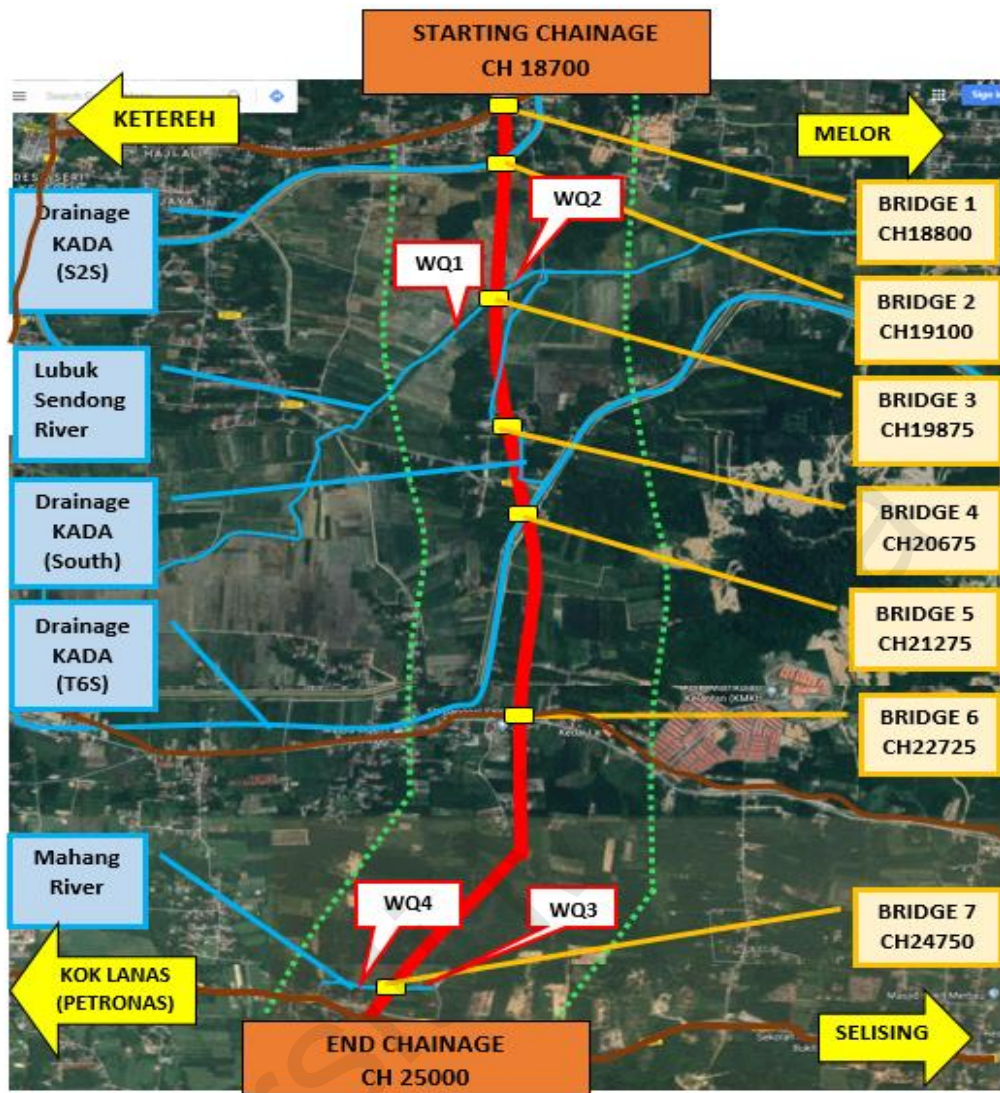 STARTING CHAINAGE
CH 18700
KETEREH
MELOR
HAJI ALI
Drainage
KADA
(S2S)
WQ2
WQ1
BRIDGE 1
CH18800
BRIDGE 2
CH19100
Lubuk
Sendong
River
BRIDGE 3
CH19875
Drainage
KADA
(South)
BRIDGE 4
CH20675
Drainage
KADA
(T6S)
BRIDGE 5
CH21275
BRIDGE 6
CH22725
Mahang
River
WQ4
WQ3
BRIDGE 7
CH24750
KOK LANAS
(PETRONAS)
SELISING
END CHAINAGE
CH 25000